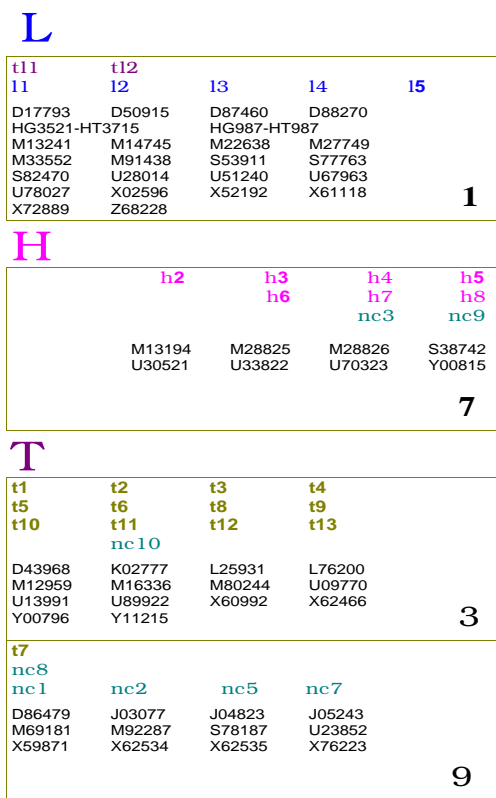 L
tl1 tl2
l1 l2 l3 l4 l5
D17793 D50915 D87460 D88270
HG3521-HT3715 HG987-HT987
M13241 M14745 M22638 M27749
M33552 M91438 S53911 S77763
S82470 U28014 U51240 U67963
U78027 X02596 X52192 X61118
X72889 Z68228
1
H
h2 h3 h4 h5
h6 h7 h8
nc3 nc9
M13194 M28825 M28826 S38742
U30521 U33822 U70323 Y00815
7
T
t1 t2 t3 t4
t5 t6 t8 t9
t10 t11 t12 t13
nc10
D43968 K02777 L25931 L76200
M12959 M16336 M80244 U09770
U13991 U89922 X60992 X62466
Y00796 Y11215
3
t7
nc8
nc1 nc2 nc5 nc7
D86479 J03077 J04823 J05243
M69181 M92287 S78187 U23852
X59871 X62534 X62535 X76223
9